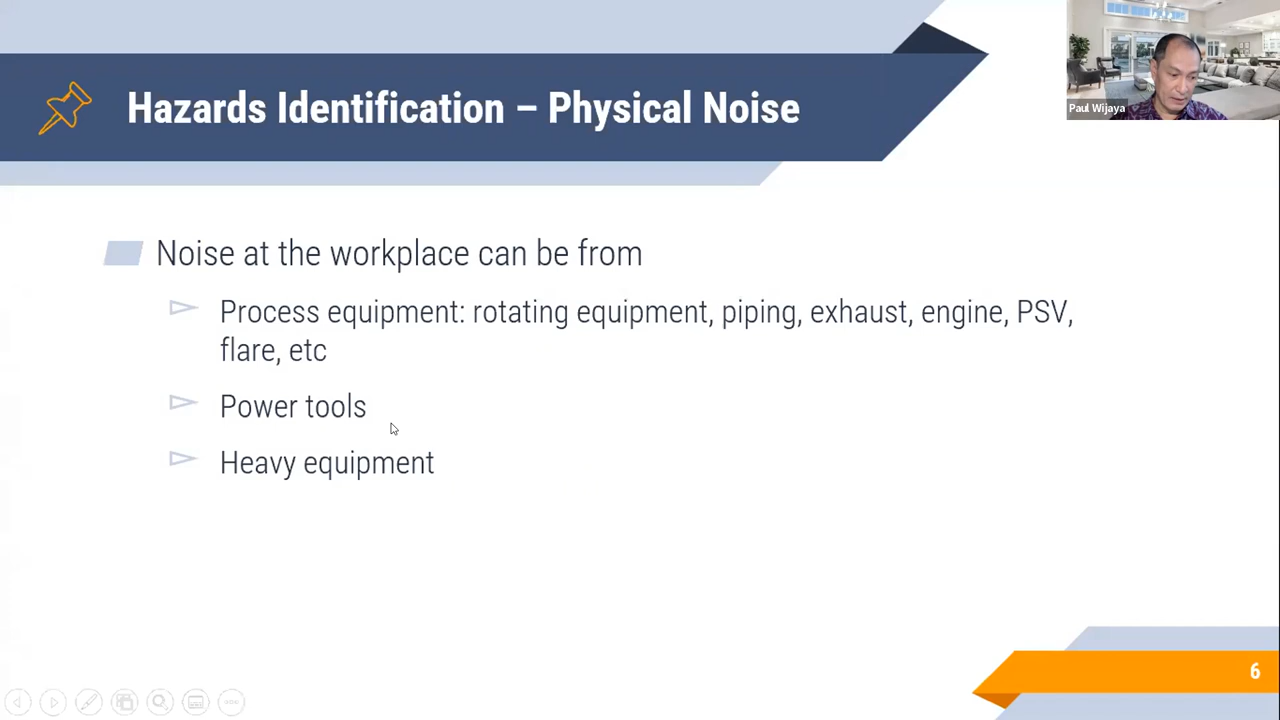 Hazards Identification – Physical Noise
Paul Wijaya
Noise at the workplace can be from
Process equipment: rotating equipment, piping, exhaust, engine, PSV,
flare, etc
Power tools
Heavy equipment
6